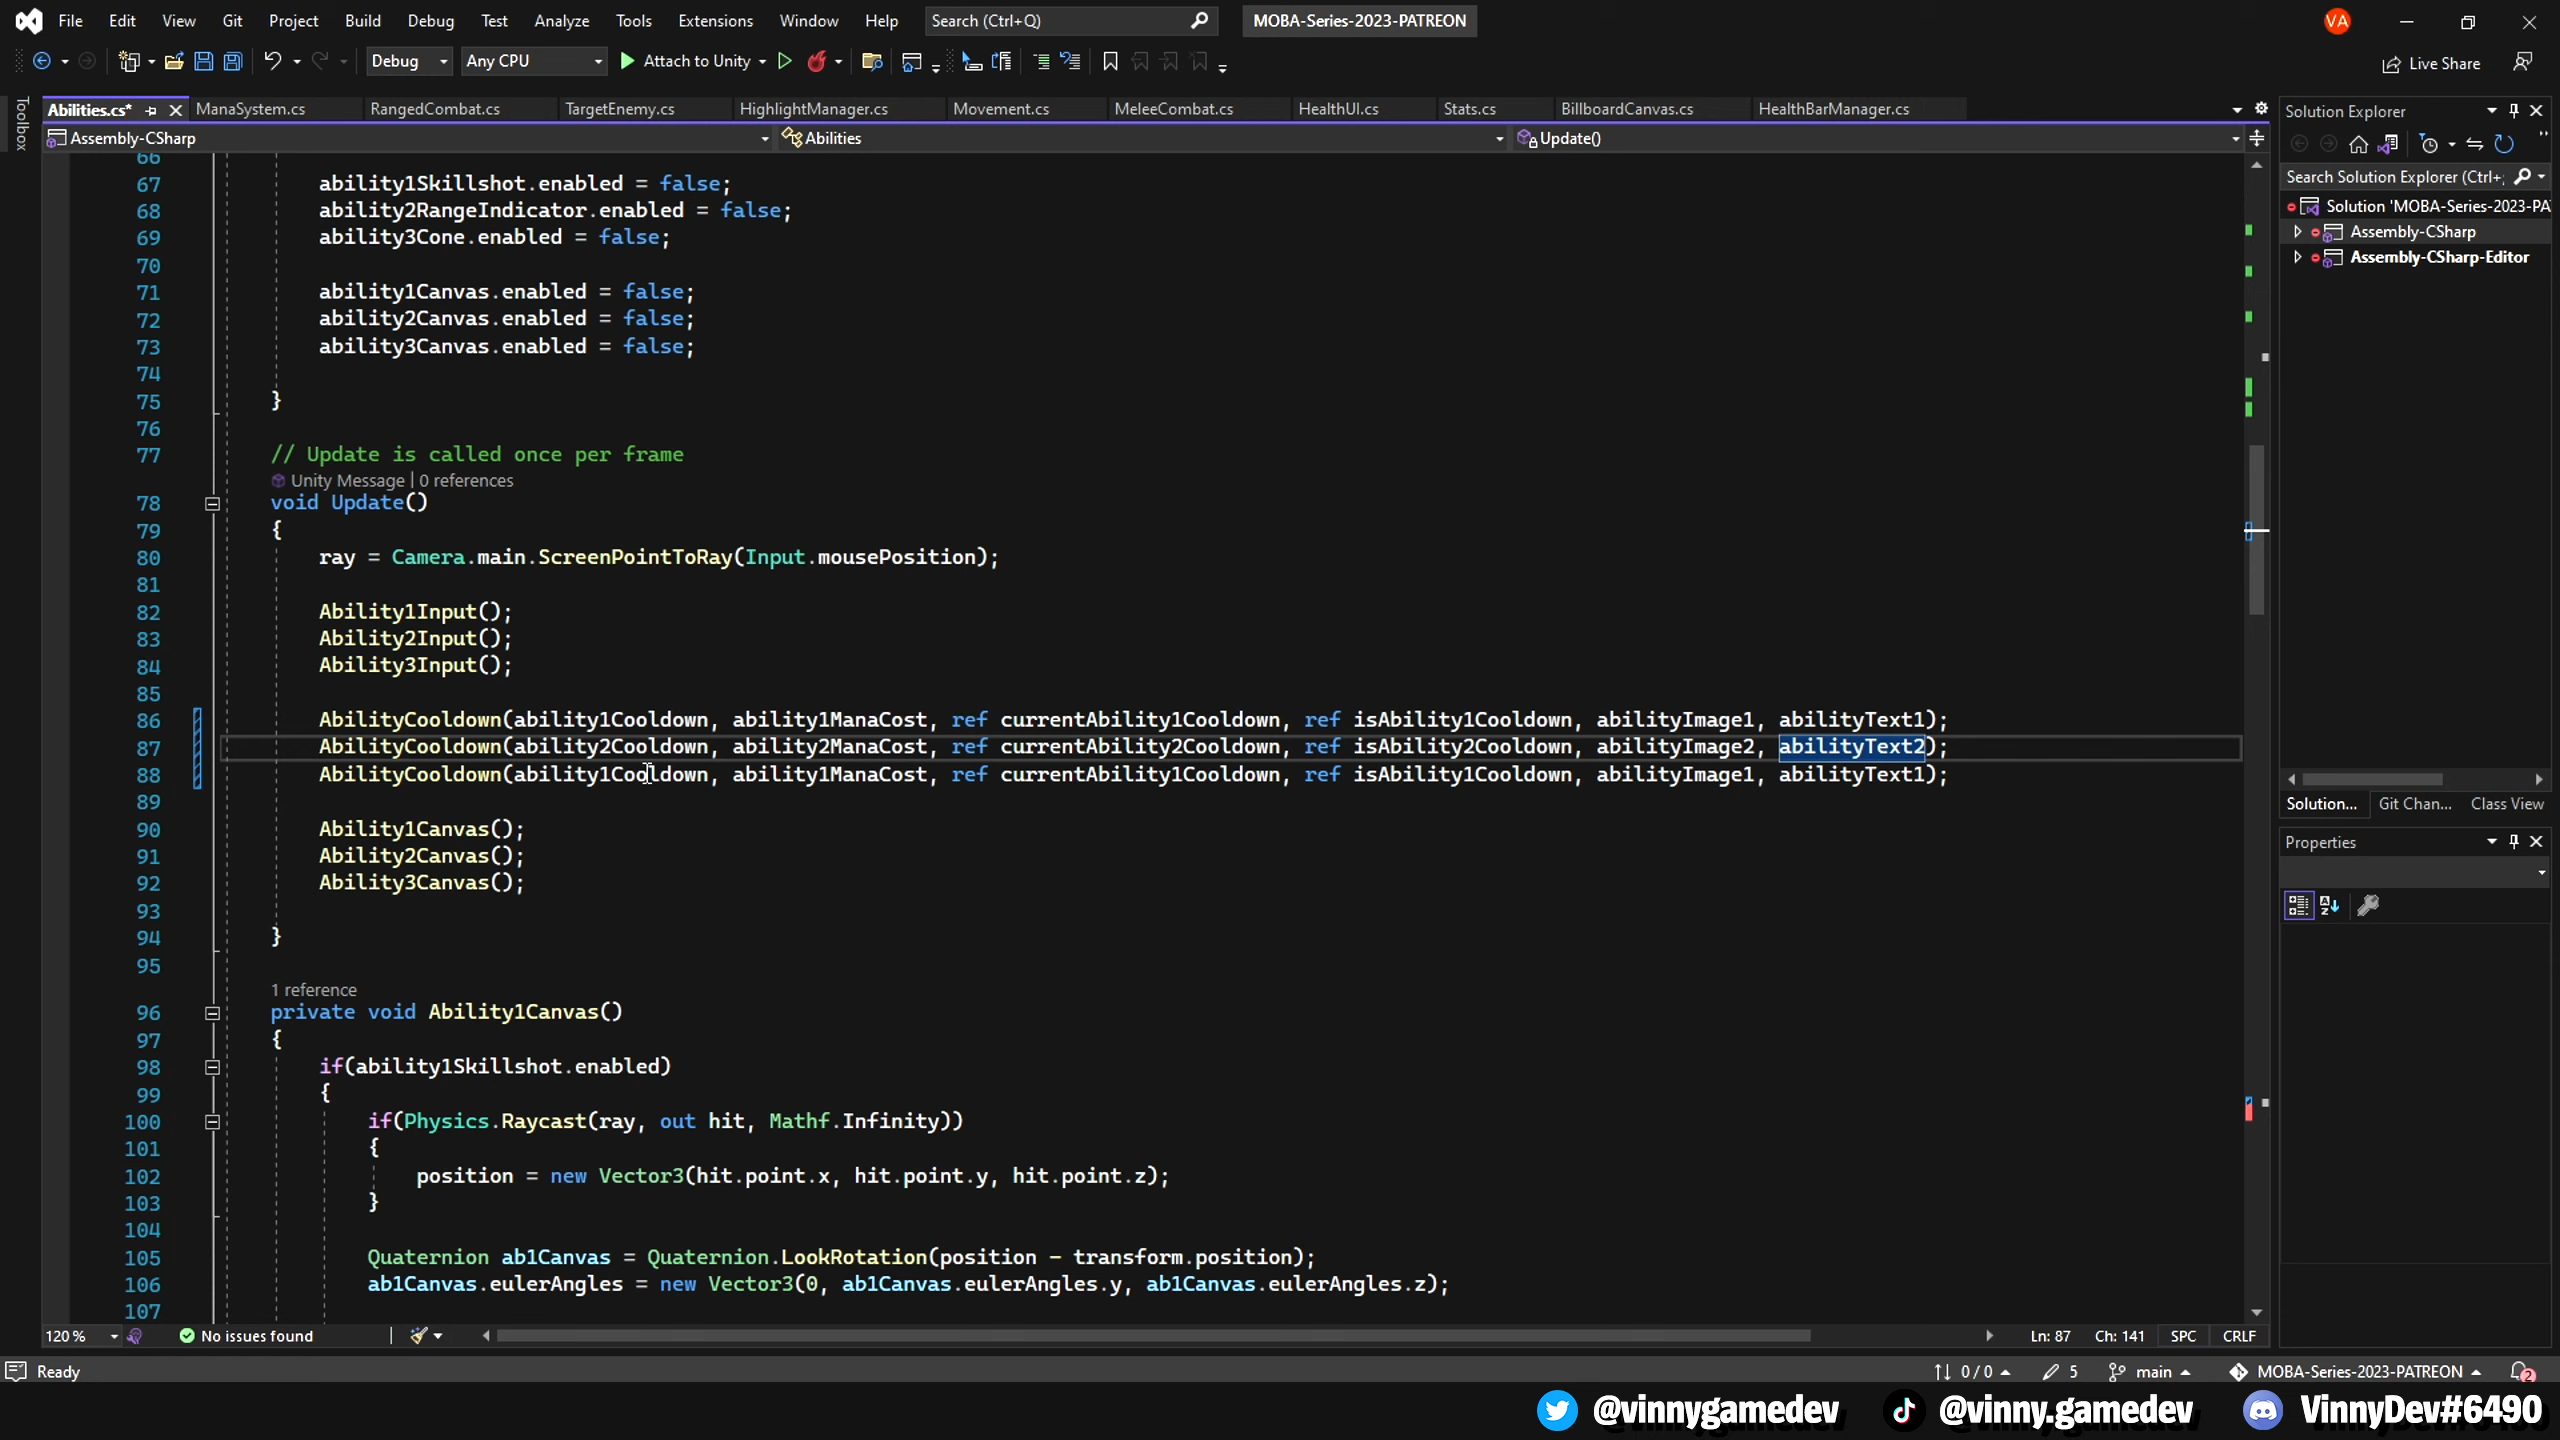 File Edit View Git Project Build Debug Test Analyze Tools Extensions Window Help Search (Ctrl+Q) MOBA-Series-2023-PATREON VA
Debug Any CPU Attach to Unity Live Share
Toolbox
Abilities.cs* ManaSystem.cs RangedCombat.cs TargetEnemy.cs HighlightManager.cs Movement.cs MeleeCombat.cs HealthUI.cs Stats.cs BillboardCanvas.cs HealthBarManager.cs
Assembly-CSharp Abilities Update()
66
67 ability1Skillshot.enabled = false;
68 ability2RangeIndicator.enabled = false;
69 ability3Cone.enabled = false;
70
71 ability1Canvas.enabled = false;
72 ability2Canvas.enabled = false;
73 ability3Canvas.enabled = false;
74
75 }
76
77 // Update is called once per frame
Unity Message | 0 references
78 void Update()
79 {
80 ray = Camera.main.ScreenPointToRay(Input.mousePosition);
81
82 Ability1Input();
83 Ability2Input();
84 Ability3Input();
85
86 AbilityCooldown(ability1Cooldown, ability1ManaCost, ref currentAbility1Cooldown, ref isAbility1Cooldown, abilityImage1, abilityText1);
87 AbilityCooldown(ability2Cooldown, ability2ManaCost, ref currentAbility2Cooldown, ref isAbility2Cooldown, abilityImage2, abilityText2);
88 AbilityCooldown(ability1Cooldown, ability1ManaCost, ref currentAbility1Cooldown, ref isAbility1Cooldown, abilityImage1, abilityText1);
89
90 Ability1Canvas();
91 Ability2Canvas();
92 Ability3Canvas();
93
94 }
95
1 reference
96 private void Ability1Canvas()
97 {
98 if(ability1Skillshot.enabled)
99 {
100 if(Physics.Raycast(ray, out hit, Mathf.Infinity))
101 {
102 position = new Vector3(hit.point.x, hit.point.y, hit.point.z);
103 }
104
105 Quaternion ab1Canvas = Quaternion.LookRotation(position - transform.position);
106 ab1Canvas.eulerAngles = new Vector3(0, ab1Canvas.eulerAngles.y, ab1Canvas.eulerAngles.z);
107
120 % No issues found Ln: 87 Ch: 141 SPC CRLF
Solution Explorer
Search Solution Explorer (Ctrl+;
Solution 'MOBA-Series-2023-PA
Assembly-CSharp
Assembly-CSharp-Editor
Solution... Git Chan... Class View
Properties
Ready 0 / 0 5 main MOBA-Series-2023-PATREON 2
@vinnygamedev @vinny.gamedev VinnyDev#6490